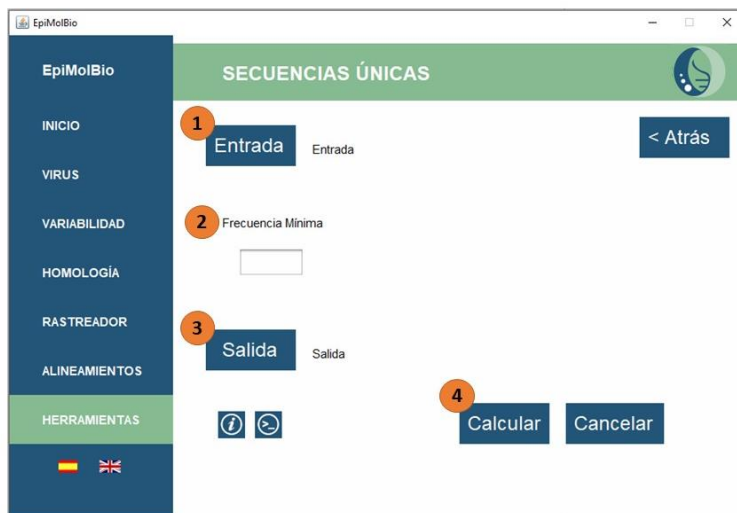 EpiMolBio
EpiMolBio
INICIO
VIRUS
VARIABILIDAD
HOMOLOGÍA
RASTREADOR
ALINEAMIENTOS
HERRAMIENTAS
SECUENCIAS ÚNICAS
< Atrás
1
Entrada Entrada
2 Frecuencia Mínima
3
Salida Salida
4
Calcular Cancelar